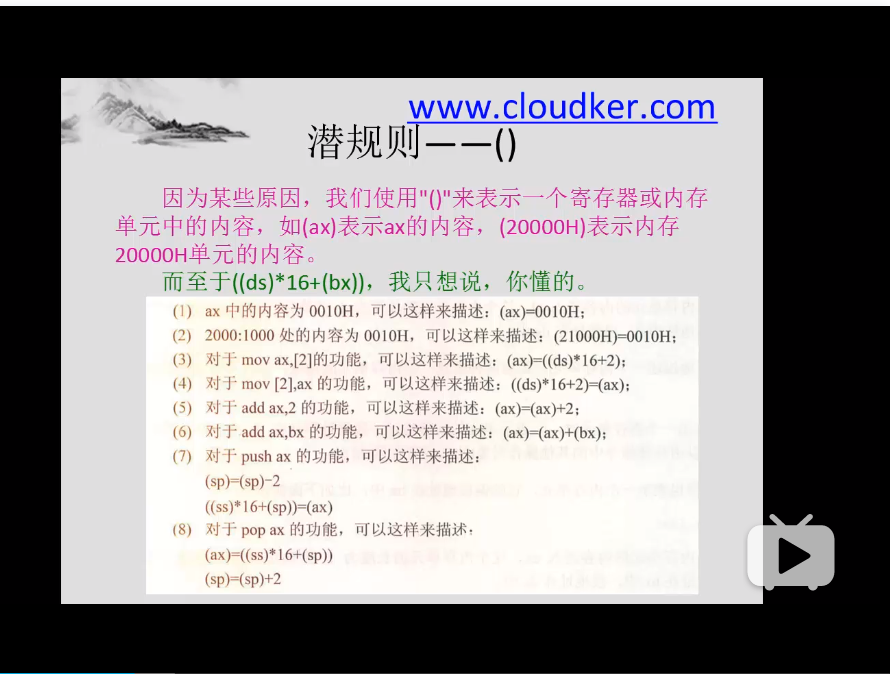 www.cloudker.com
潜规则——()
因为某些原因，我们使用"()"来表示一个寄存器或内存
单元中的内容，如(ax)表示ax的内容，(20000H)表示内存
20000H单元的内容。
而至于((ds)*16+(bx))，我只想说，你懂的。
(1) ax 中的内容为 0010H，可以这样来描述：(ax)=0010H；
(2) 2000:1000 处的内容为 0010H，可以这样来描述：(21000H)=0010H；
(3) 对于 mov ax,[2]的功能，可以这样来描述：(ax)=((ds)*16+2)；
(4) 对于 mov [2],ax 的功能，可以这样来描述：((ds)*16+2)=(ax)；
(5) 对于 add ax,2 的功能，可以这样来描述：(ax)=(ax)+2；
(6) 对于 add ax,bx 的功能，可以这样来描述：(ax)=(ax)+(bx)；
(7) 对于 push ax 的功能，可以这样来描述：
(sp)=(sp)-2
((ss)*16+(sp))=(ax)
(8) 对于 pop ax 的功能，可以这样来描述：
(ax)=((ss)*16+(sp))
(sp)=(sp)+2